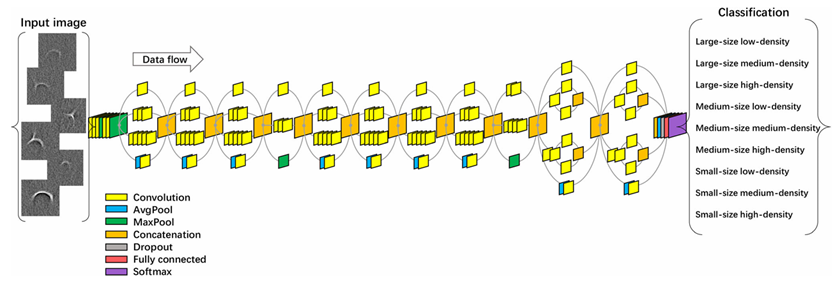 Input image
Classification
Data flow
Large-size low-density
Large-size medium-density
Large-size high-density
Medium-size low-density
Medium-size medium-density
Medium-size high-density
Small-size low-density
Small-size medium-density
Small-size high-density
Convolution
AvgPool
MaxPool
Concatenation
Dropout
Fully connected
Softmax